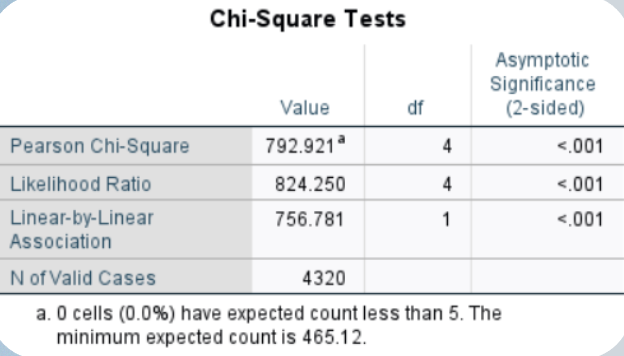 Chi-Square Tests
Asymptotic
Significance
Value df (2-sided)
Pearson Chi-Square 792.921a 4 <.001
Likelihood Ratio 824.250 4 <.001
Linear-by-Linear 756.781 1 <.001
Association
N of Valid Cases 4320
a. 0 cells (0.0%) have expected count less than 5. The
minimum expected count is 465.12.